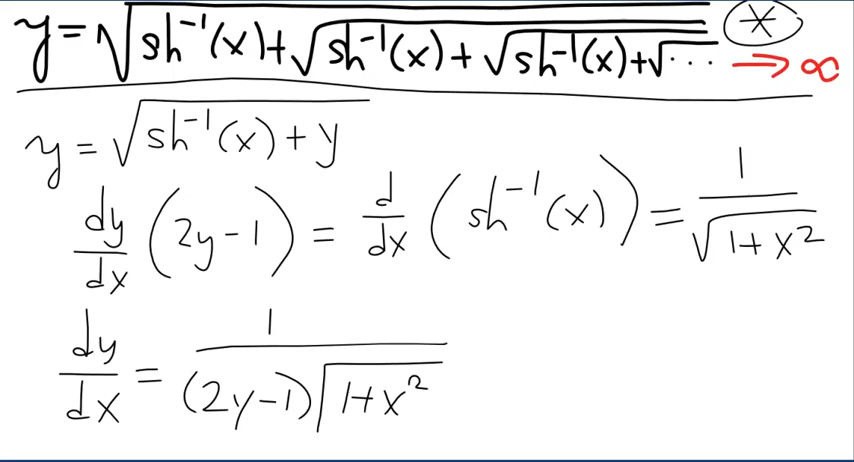 y = √(sh⁻¹(x) + √(sh⁻¹(x) + √(sh⁻¹(x) + √(··· → ∞ *
y = √(sh⁻¹(x) + y)
dy/dx (2y - 1) = d/dx (sh⁻¹(x)) = 1/√(1 + x²)
dy/dx = 1/((2y - 1)√(1 + x²))